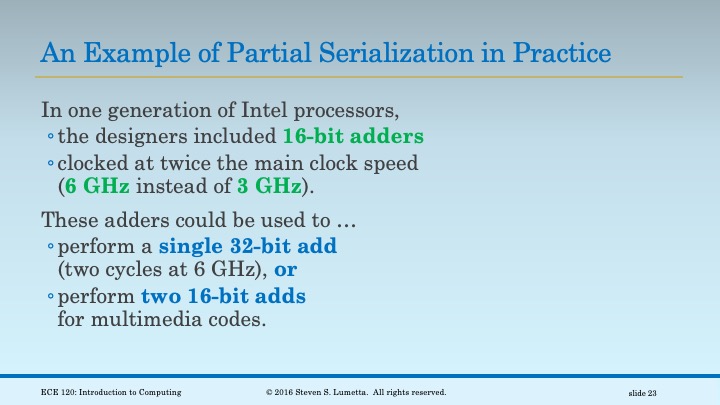 An Example of Partial Serialization in Practice
In one generation of Intel processors,
◦the designers included 16-bit adders
◦clocked at twice the main clock speed
(6 GHz instead of 3 GHz).
These adders could be used to …
◦perform a single 32-bit add
(two cycles at 6 GHz), or
◦perform two 16-bit adds
for multimedia codes.
ECE 120: Introduction to Computing
© 2016 Steven S. Lumetta.  All rights reserved.
slide 23